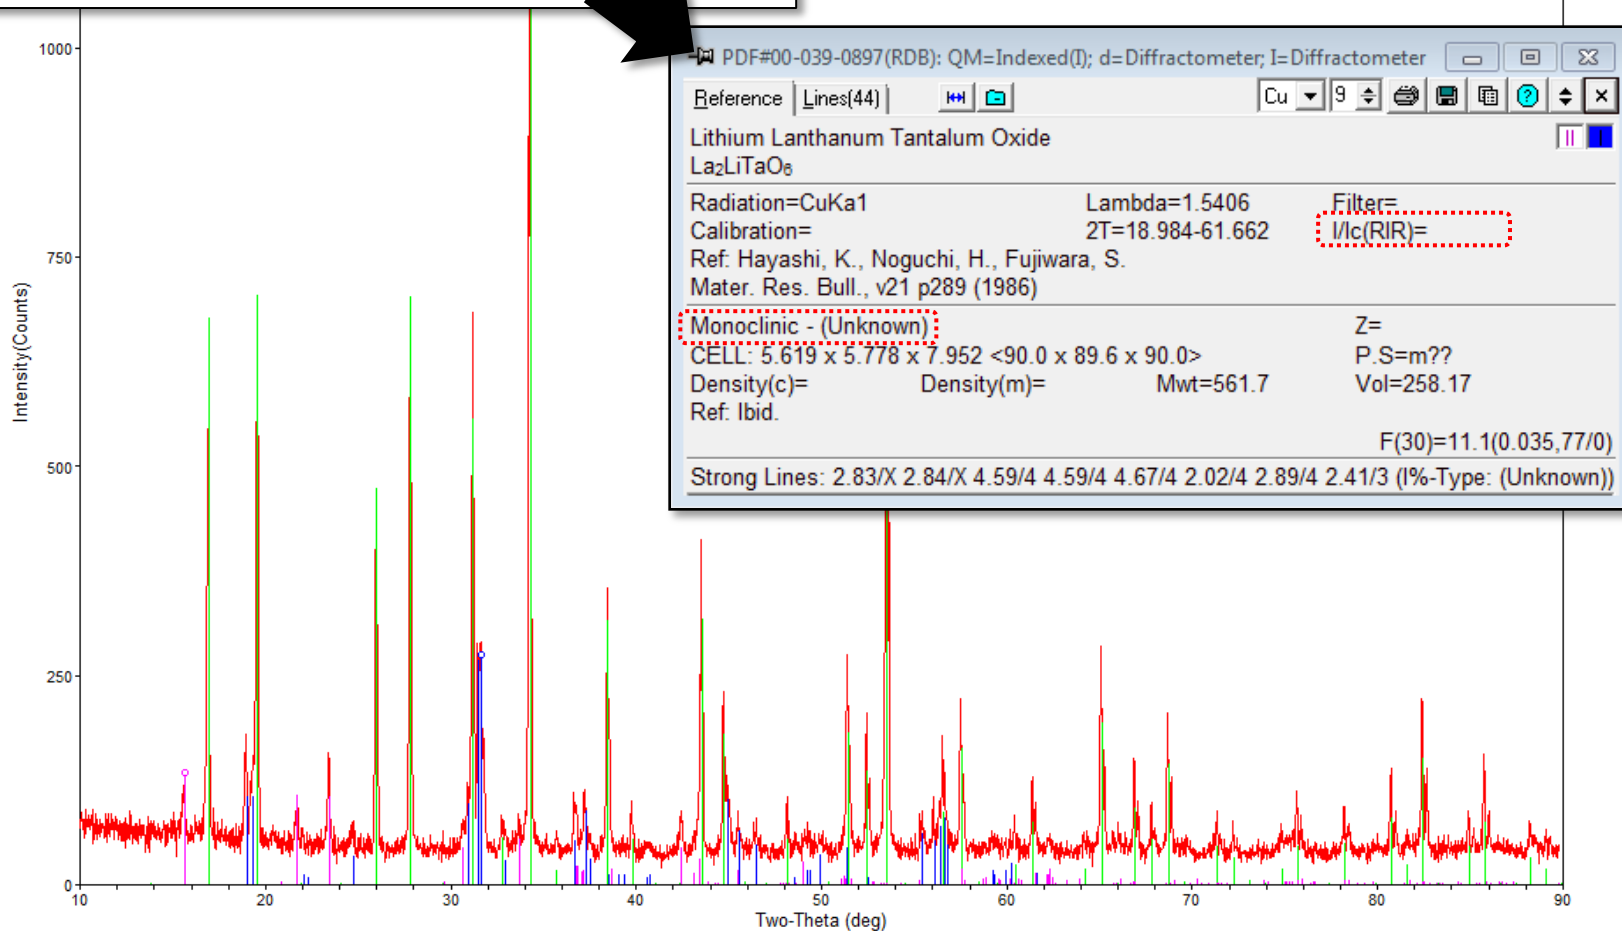 PDF#00-039-0897(RDB): QM=Indexed(I); d=Diffractometer; I=Diffractometer
Reference Lines(44) Cu 9
Lithium Lanthanum Tantalum Oxide
La₂LiTaO₆
Radiation=CuKa1 Lambda=1.5406 Filter=
Calibration= 2T=18.984-61.662 I/Ic(RIR)=
Ref: Hayashi, K., Noguchi, H., Fujiwara, S.
Mater. Res. Bull., v21 p289 (1986)
Monoclinic - (Unknown) Z=
CELL: 5.619 x 5.778 x 7.952 <90.0 x 89.6 x 90.0> P.S=m??
Density(c)= Density(m)= Mwt=561.7 Vol=258.17
Ref: Ibid.
F(30)=11.1(0.035,77/0)
Strong Lines: 2.83/X 2.84/X 4.59/4 4.59/4 4.67/4 2.02/4 2.89/4 2.41/3 (I%-Type: (Unknown))
Intensity(Counts)
1000
750
500
250
0
10 20 30 40 50 60 70 80 90
Two-Theta (deg)